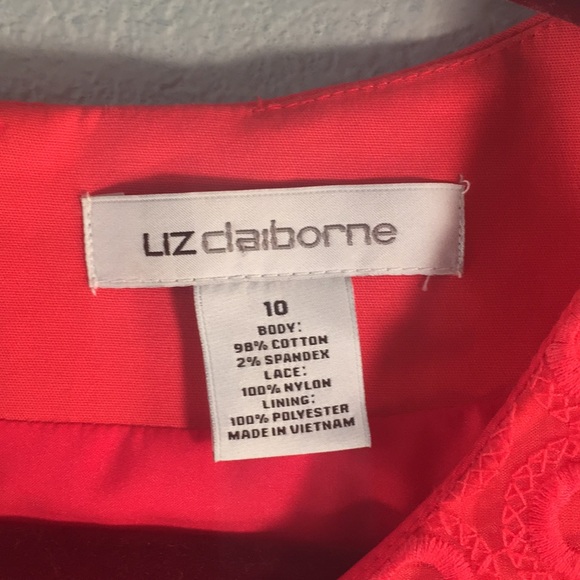 LIZ claiborne
10
BODY:
98% COTTON
2% SPANDEX
LACE:
100% NYLON
LINING:
100% POLYESTER
MADE IN VIETNAM